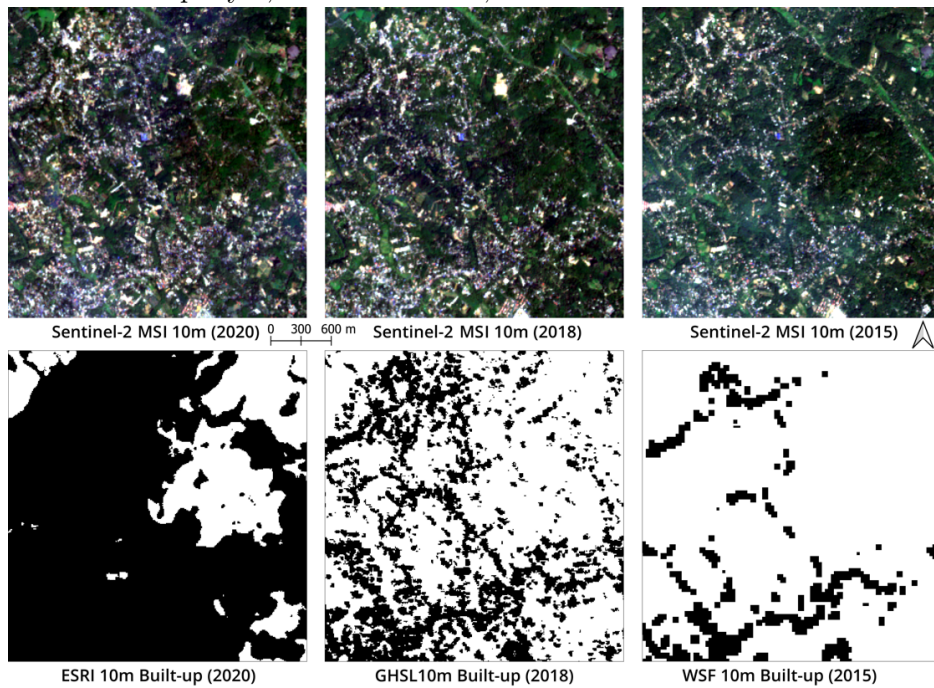 Sentinel-2 MSI 10m (2020)
0 300 600 m
Sentinel-2 MSI 10m (2018)
Sentinel-2 MSI 10m (2015)
ESRI 10m Built-up (2020)
GHSL10m Built-up (2018)
WSF 10m Built-up (2015)